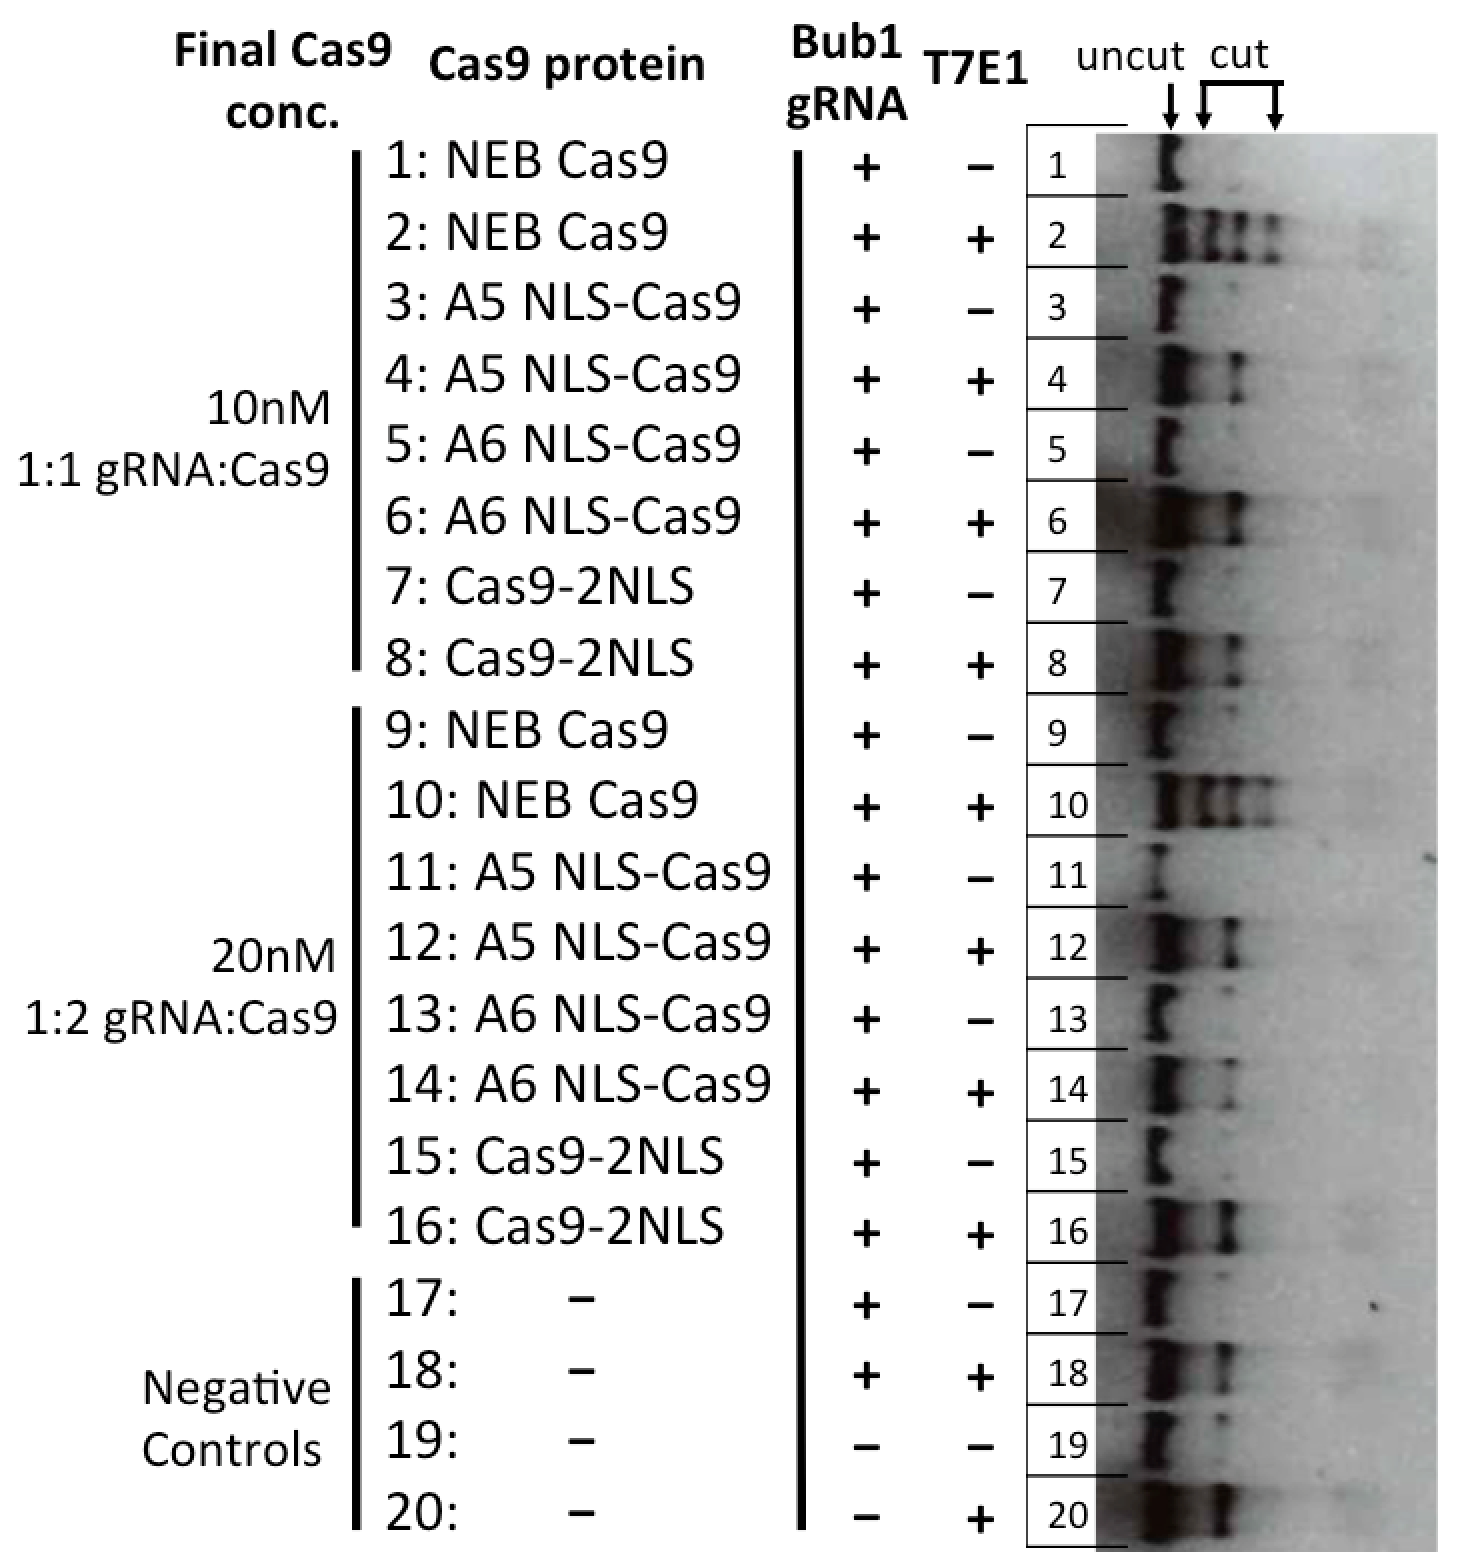 Final Cas9 conc.
Cas9 protein
Bub1 gRNA
T7E1
uncut cut
1: NEB Cas9 + − 1
2: NEB Cas9 + + 2
3: A5 NLS-Cas9 + − 3
4: A5 NLS-Cas9 + + 4
10nM
1:1 gRNA:Cas9
5: A6 NLS-Cas9 + − 5
6: A6 NLS-Cas9 + + 6
7: Cas9-2NLS + − 7
8: Cas9-2NLS + + 8
9: NEB Cas9 + − 9
10: NEB Cas9 + + 10
11: A5 NLS-Cas9 + − 11
12: A5 NLS-Cas9 + + 12
20nM
1:2 gRNA:Cas9
13: A6 NLS-Cas9 + − 13
14: A6 NLS-Cas9 + + 14
15: Cas9-2NLS + − 15
16: Cas9-2NLS + + 16
17: − + − 17
18: − + + 18
Negative
Controls
19: − − − 19
20: − − + 20